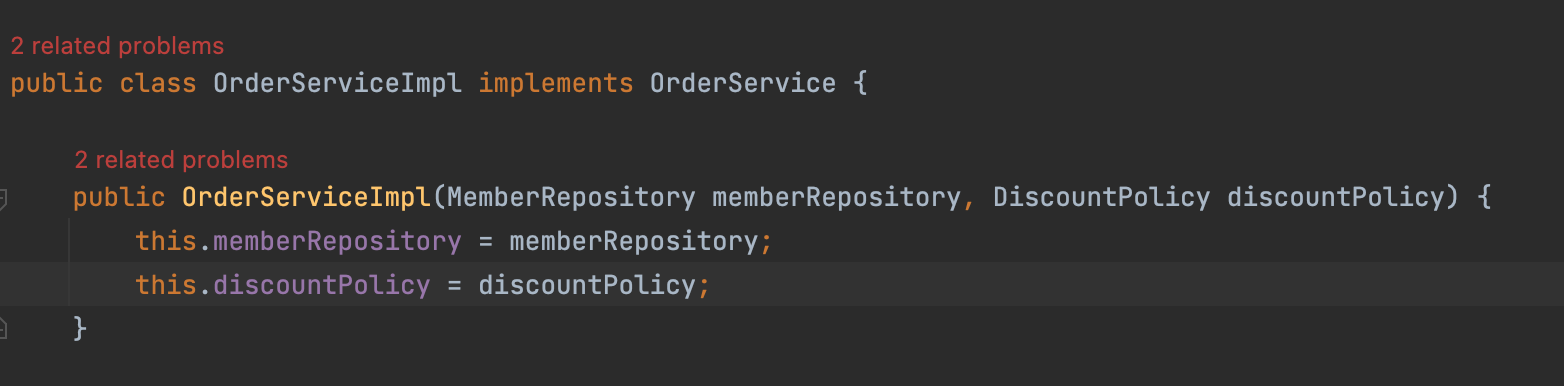 2 related problems
public class OrderServiceImpl implements OrderService {
2 related problems
public OrderServiceImpl(MemberRepository memberRepository, DiscountPolicy discountPolicy) {
this.memberRepository = memberRepository;
this.discountPolicy = discountPolicy;
}